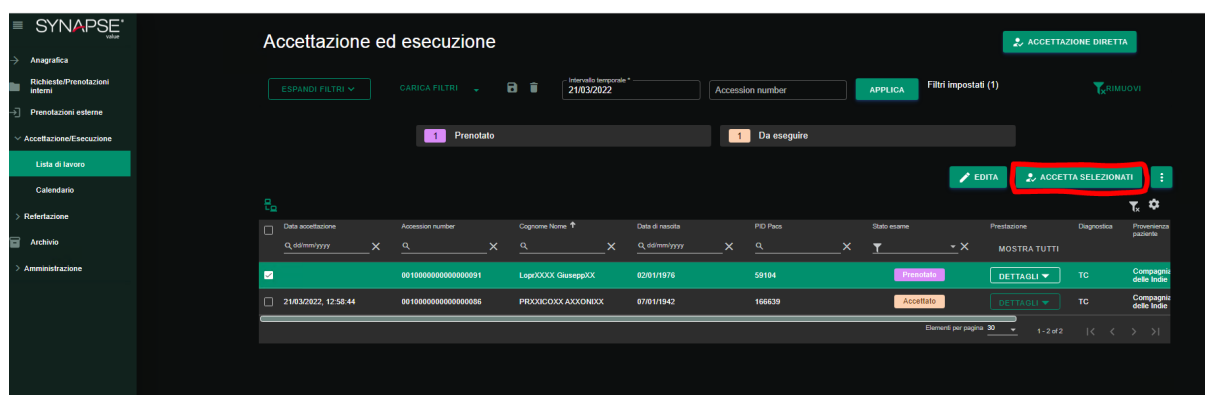 SYNAPSE
value
Anagrafica
Richieste/Prenotazioni
interni
Prenotazioni esterne
Accettazione/Esecuzione
Lista di lavoro
Calendario
Refertazione
Archivio
Amministrazione
Accettazione ed esecuzione
ACCETTAZIONE DIRETTA
ESPANDI FILTRI
CARICA FILTRI
Intervallo temporale *
21/03/2022
Accession number
APPLICA
Filtri impostati (1)
RIMUOVI
1 Prenotato
1 Da eseguire
EDITA
ACCETTA SELEZIONATI
Data accettazione Accession number Cognome Nome Data di nascita PID Pacs Stato esame Prestazione Diagnostica Provenienza
paziente
dd/mm/yyyy dd/mm/yyyy MOSTRA TUTTI
0010000000000000091 LoprXXXX GiuseppXX 02/01/1976 59104 Prenotato DETTAGLI TC Compagnia
delle Indie
21/03/2022, 12:58:44 0010000000000000086 PRXXICOXX AXXONIXX 07/01/1942 166639 Accettato DETTAGLI TC Compagnia
delle Indie
Elementi per pagina 30 1 - 2 of 2